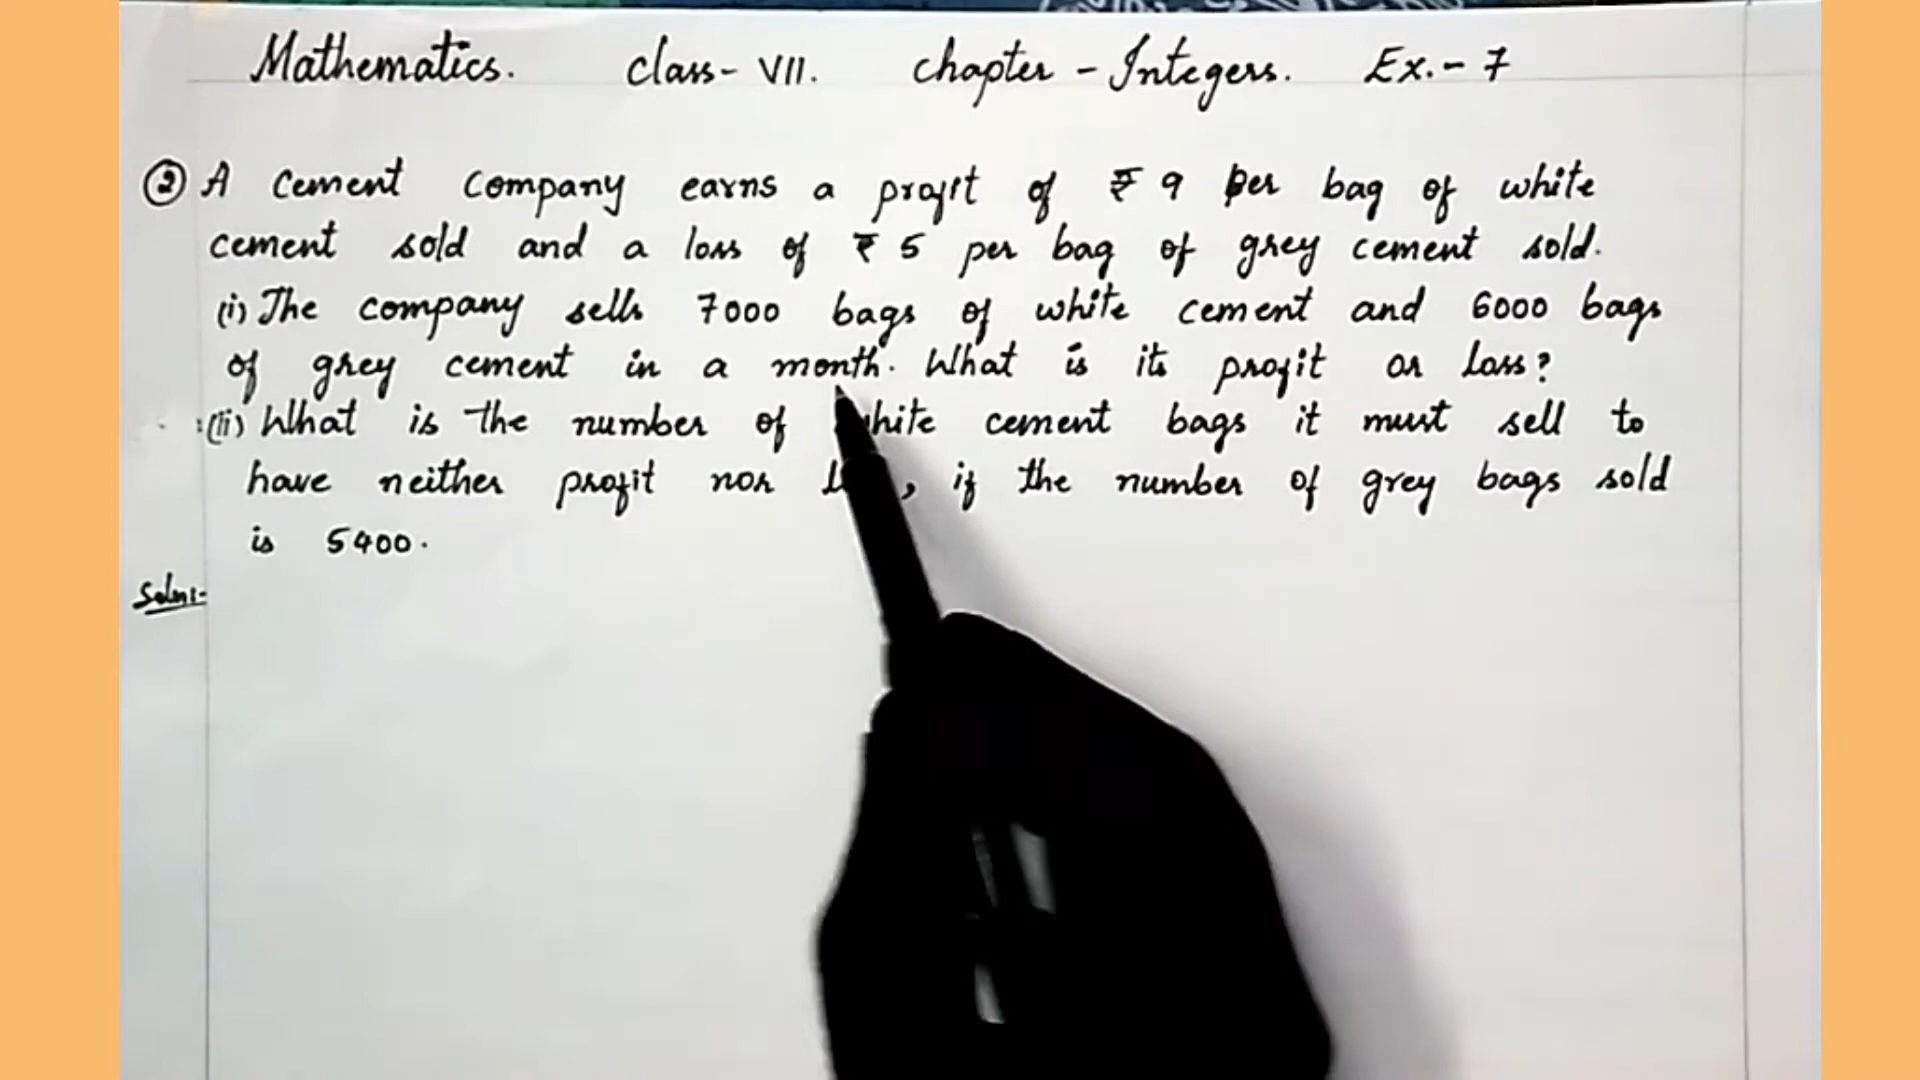 Mathematics. Class- VII. Chapter - Integers. Ex.- 7
② A cement company earns a profit of ₹ 9 per bag of white
cement sold and a loss of ₹ 5 per bag of grey cement sold.
(i) The company sells 7000 bags of white cement and 6000 bags
of grey cement in a month. What is its profit or loss?
(ii) What is the number of white cement bags it must sell to
have neither profit nor , if the number of grey bags sold
is 5400.
Soln:-